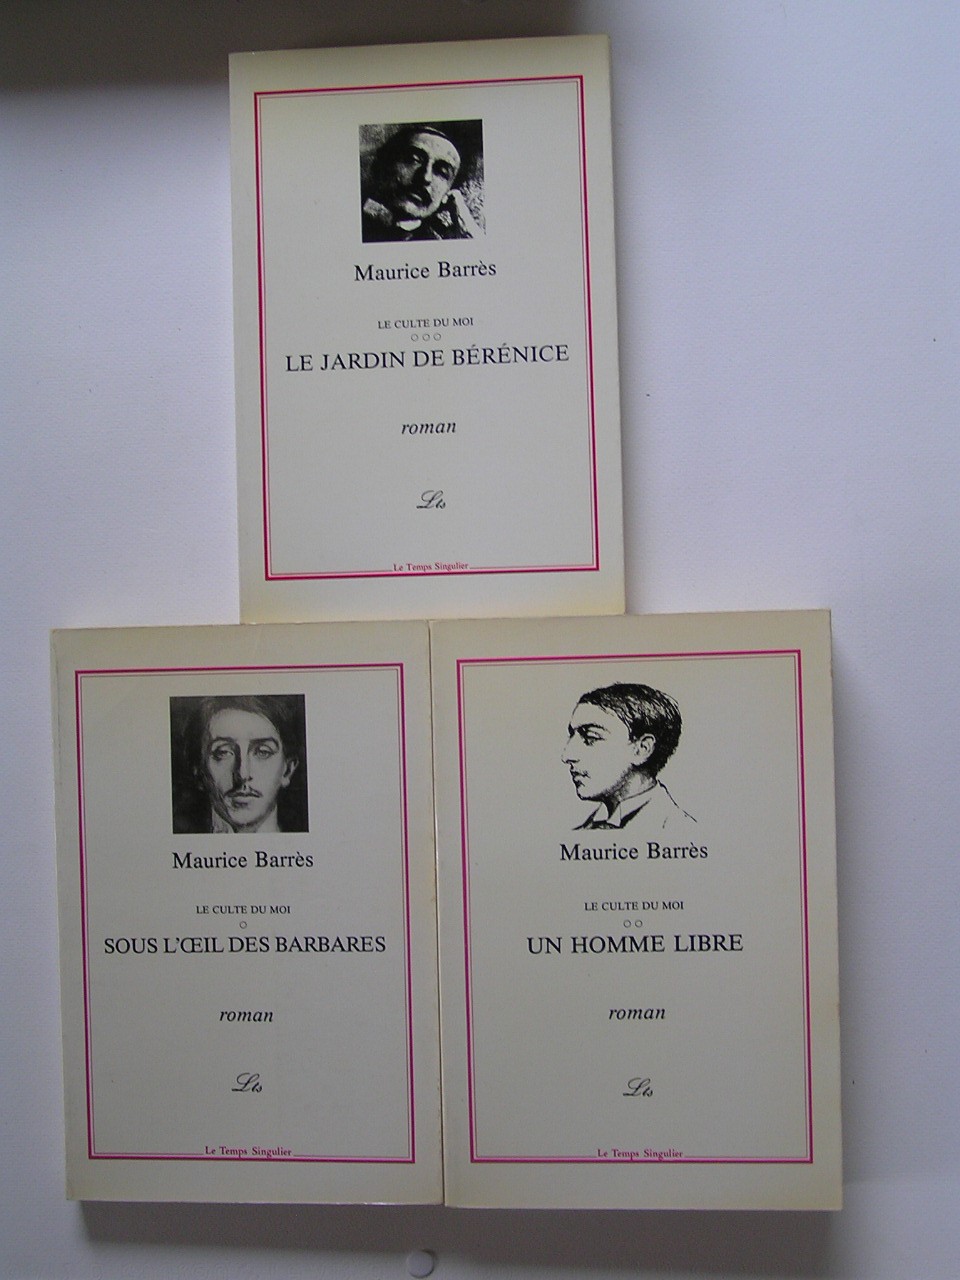 Maurice Barrès
LE CULTE DU MOI
○○○
LE JARDIN DE BÉRÉNICE
roman
Lts
Le Temps Singulier
Maurice Barrès
LE CULTE DU MOI
○
SOUS L'ŒIL DES BARBARES
roman
Lts
Le Temps Singulier
Maurice Barrès
LE CULTE DU MOI
○○
UN HOMME LIBRE
roman
Lts
Le Temps Singulier